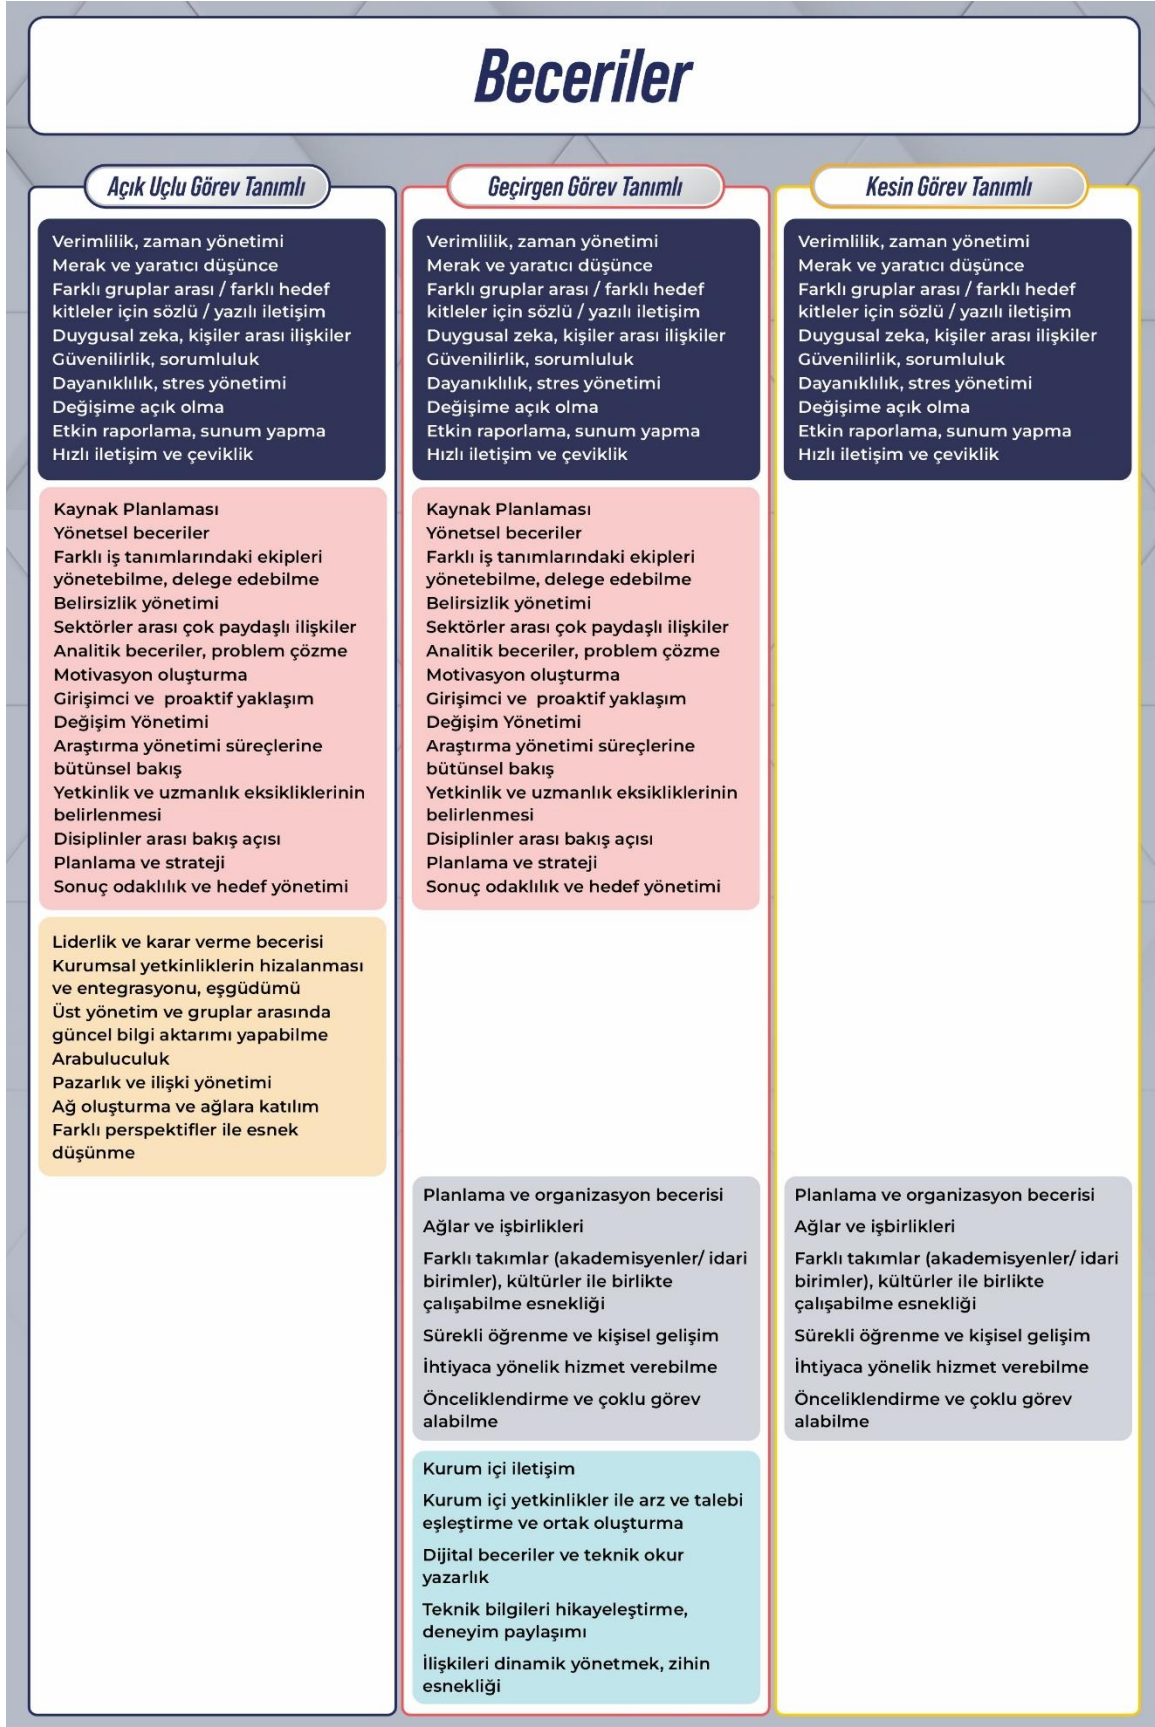 Beceriler
Açık Uçlu Görev Tanımlı
Verimlilik, zaman yönetimi
Merak ve yaratıcı düşünce
Farklı gruplar arası / farklı hedef
kitleler için sözlü / yazılı iletişim
Duygusal zeka, kişiler arası ilişkiler
Güvenilirlik, sorumluluk
Dayanıklılık, stres yönetimi
Değişime açık olma
Etkin raporlama, sunum yapma
Hızlı iletişim ve çeviklik
Kaynak Planlaması
Yönetsel beceriler
Farklı iş tanımlarındaki ekipleri
yönetebilme, delege edebilme
Belirsizlik yönetimi
Sektörler arası çok paydaşlı ilişkiler
Analitik beceriler, problem çözme
Motivasyon oluşturma
Girişimci ve proaktif yaklaşım
Değişim Yönetimi
Araştırma yönetimi süreçlerine
bütünsel bakış
Yetkinlik ve uzmanlık eksikliklerinin
belirlenmesi
Disiplinler arası bakış açısı
Planlama ve strateji
Sonuç odaklılık ve hedef yönetimi
Liderlik ve karar verme becerisi
Kurumsal yetkinliklerin hizalanması
ve entegrasyonu, eşgüdümü
Üst yönetim ve gruplar arasında
güncel bilgi aktarımı yapabilme
Arabuluculuk
Pazarlık ve ilişki yönetimi
Ağ oluşturma ve ağlara katılım
Farklı perspektifler ile esnek
düşünme
Geçirgen Görev Tanımlı
Verimlilik, zaman yönetimi
Merak ve yaratıcı düşünce
Farklı gruplar arası / farklı hedef
kitleler için sözlü / yazılı iletişim
Duygusal zeka, kişiler arası ilişkiler
Güvenilirlik, sorumluluk
Dayanıklılık, stres yönetimi
Değişime açık olma
Etkin raporlama, sunum yapma
Hızlı iletişim ve çeviklik
Kaynak Planlaması
Yönetsel beceriler
Farklı iş tanımlarındaki ekipleri
yönetebilme, delege edebilme
Belirsizlik yönetimi
Sektörler arası çok paydaşlı ilişkiler
Analitik beceriler, problem çözme
Motivasyon oluşturma
Girişimci ve proaktif yaklaşım
Değişim Yönetimi
Araştırma yönetimi süreçlerine
bütünsel bakış
Yetkinlik ve uzmanlık eksikliklerinin
belirlenmesi
Disiplinler arası bakış açısı
Planlama ve strateji
Sonuç odaklılık ve hedef yönetimi
Planlama ve organizasyon becerisi
Ağlar ve işbirlikleri
Farklı takımlar (akademisyenler/ idari
birimler), kültürler ile birlikte
çalışabilme esnekliği
Sürekli öğrenme ve kişisel gelişim
İhtiyaca yönelik hizmet verebilme
Önceliklendirme ve çoklu görev
alabilme
Kurum içi iletişim
Kurum içi yetkinlikler ile arz ve talebi
eşleştirme ve ortak oluşturma
Dijital beceriler ve teknik okur
yazarlık
Teknik bilgileri hikayeleştirme,
deneyim paylaşımı
İlişkileri dinamik yönetmek, zihin
esnekliği
Kesin Görev Tanımlı
Verimlilik, zaman yönetimi
Merak ve yaratıcı düşünce
Farklı gruplar arası / farklı hedef
kitleler için sözlü / yazılı iletişim
Duygusal zeka, kişiler arası ilişkiler
Güvenilirlik, sorumluluk
Dayanıklılık, stres yönetimi
Değişime açık olma
Etkin raporlama, sunum yapma
Hızlı iletişim ve çeviklik
Planlama ve organizasyon becerisi
Ağlar ve işbirlikleri
Farklı takımlar (akademisyenler/ idari
birimler), kültürler ile birlikte
çalışabilme esnekliği
Sürekli öğrenme ve kişisel gelişim
İhtiyaca yönelik hizmet verebilme
Önceliklendirme ve çoklu görev
alabilme